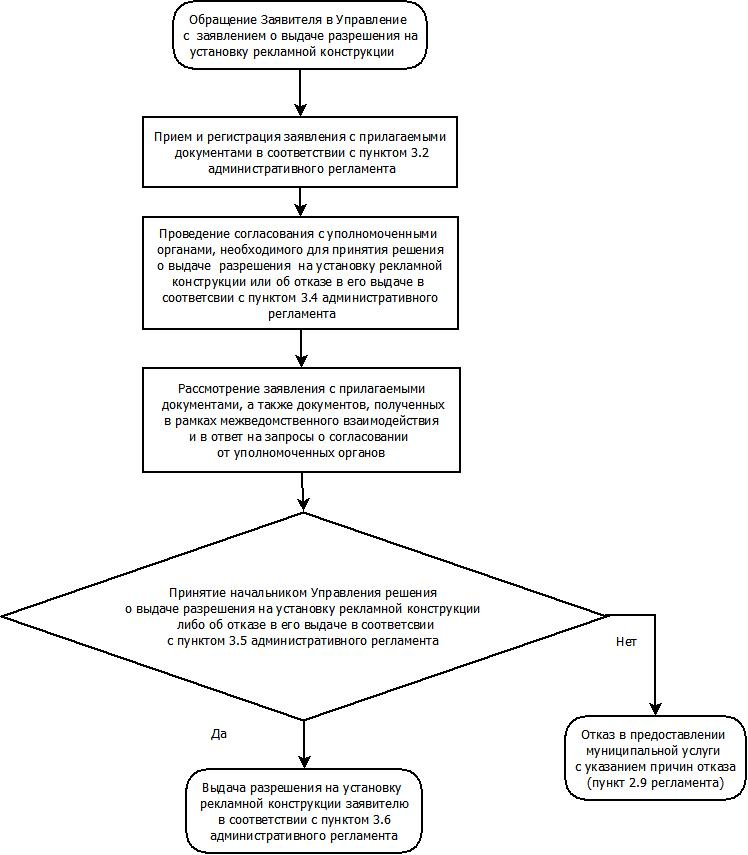 Обращение Заявителя в Управление
с заявлением о выдаче разрешения на
установку рекламной конструкции
Прием и регистрация заявления с прилагаемыми
документами в соответствии с пунктом 3.2
административного регламента
Проведение согласования с уполномоченными
органами, необходимого для принятия решения
о выдаче разрешения на установку рекламной
конструкции или об отказе в его выдаче в
соответсвии с пунктом 3.4 административного
регламента
Рассмотрение заявления с прилагаемыми
документами, а также документов, полученных
в рамках межведомственного взаимодействия
и в ответ на запросы о согласовании
от уполномоченных органов
Принятие начальником Управления решения
о выдаче разрешения на установку рекламной конструкции
либо об отказе в его выдаче в соответсвии
с пунктом 3.5 административного регламента
Нет
Да
Отказ в предоставлении
муниципальной услуги
с указанием причин отказа
(пункт 2.9 регламента)
Выдача разрешения на установку
рекламной конструкции заявителю
в соответствии с пунктом 3.6
административного регламента